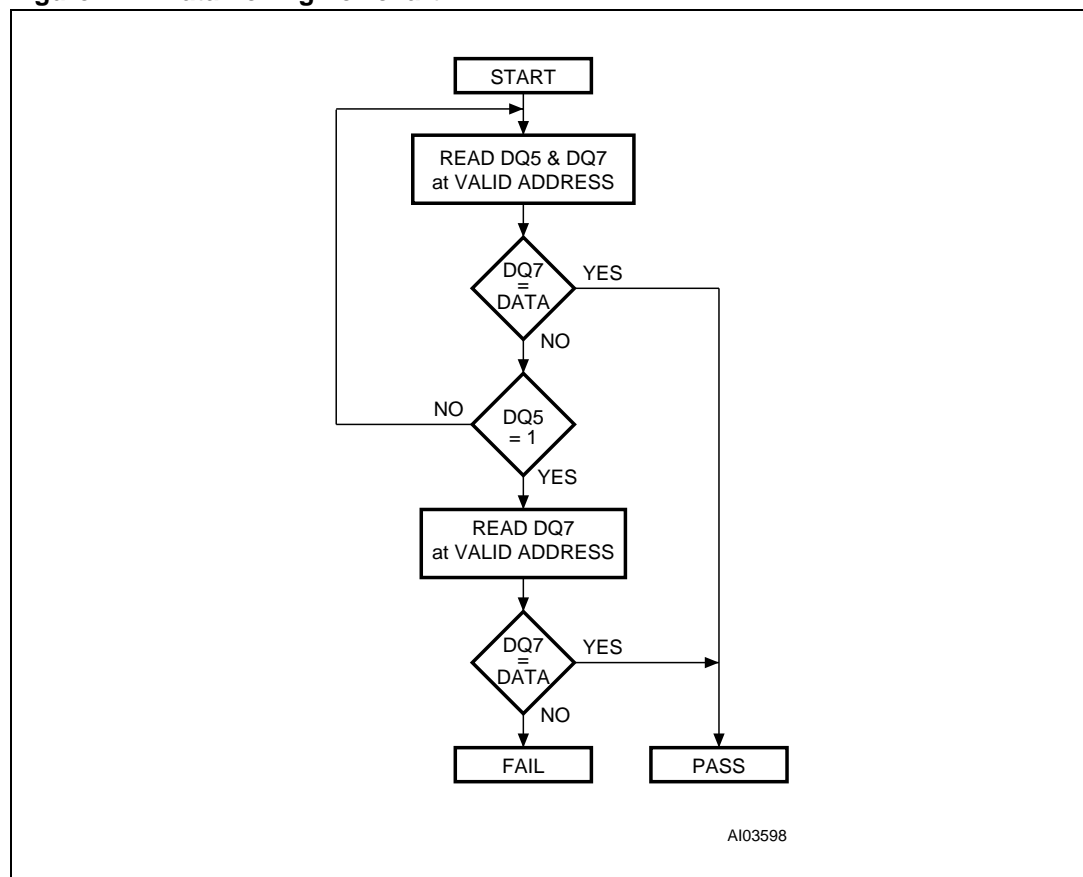 START
READ DQ5 & DQ7
at VALID ADDRESS
DQ7
=
DATA
YES
NO
NO
DQ5
= 1
YES
READ DQ7
at VALID ADDRESS
DQ7
=
DATA
YES
NO
FAIL
PASS
AI03598